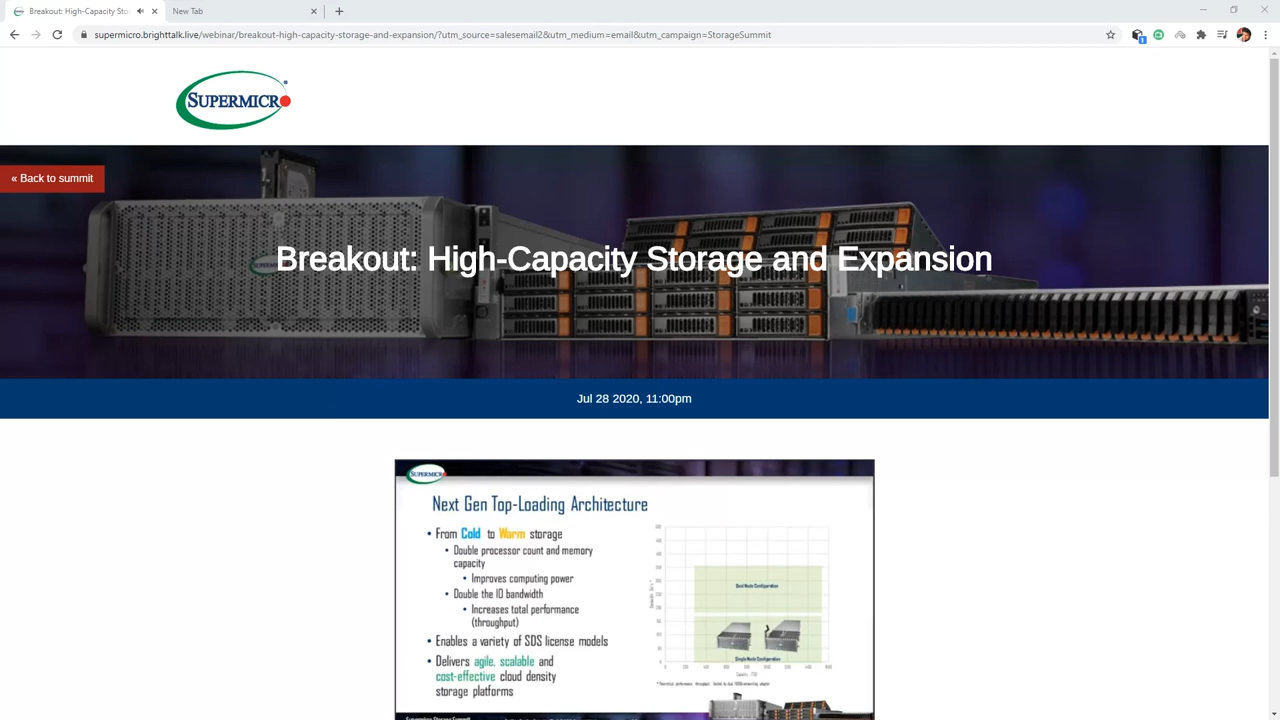 Breakout: High-Capacity Sto
New Tab
supermicro.brighttalk.live/webinar/breakout-high-capacity-storage-and-expansion/?utm_source=salesemail2&utm_medium=email&utm_campaign=StorageSummit
SUPERMICR
« Back to summit
Breakout: High-Capacity Storage and Expansion
Jul 28 2020, 11:00pm
SUPERMICR
Next Gen Top-Loading Architecture
• From Cold to Warm storage
• Double processor count and memory
capacity
• Improves computing power
• Double the IO bandwidth
• Increases total performance
(throughput)
• Enables a variety of SDS license models
• Delivers agile, scalable and
cost-effective cloud density
storage platforms
Dual Node Configuration
Single Node Configuration